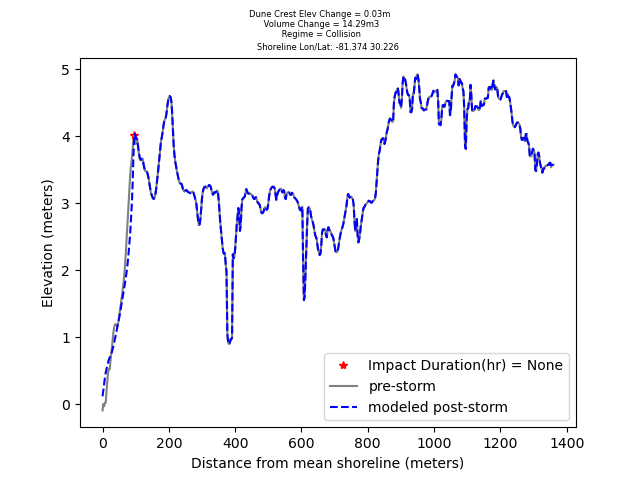 Dune Crest Elev Change = 0.03m
Volume Change = 14.29m3
Regime = Collision
Shoreline Lon/Lat: -81.374 30.226
5
4
3
2
1
0
Elevation (meters)
Impact Duration(hr) = None
pre-storm
modeled post-storm
0 200 400 600 800 1000 1200 1400
Distance from mean shoreline (meters)